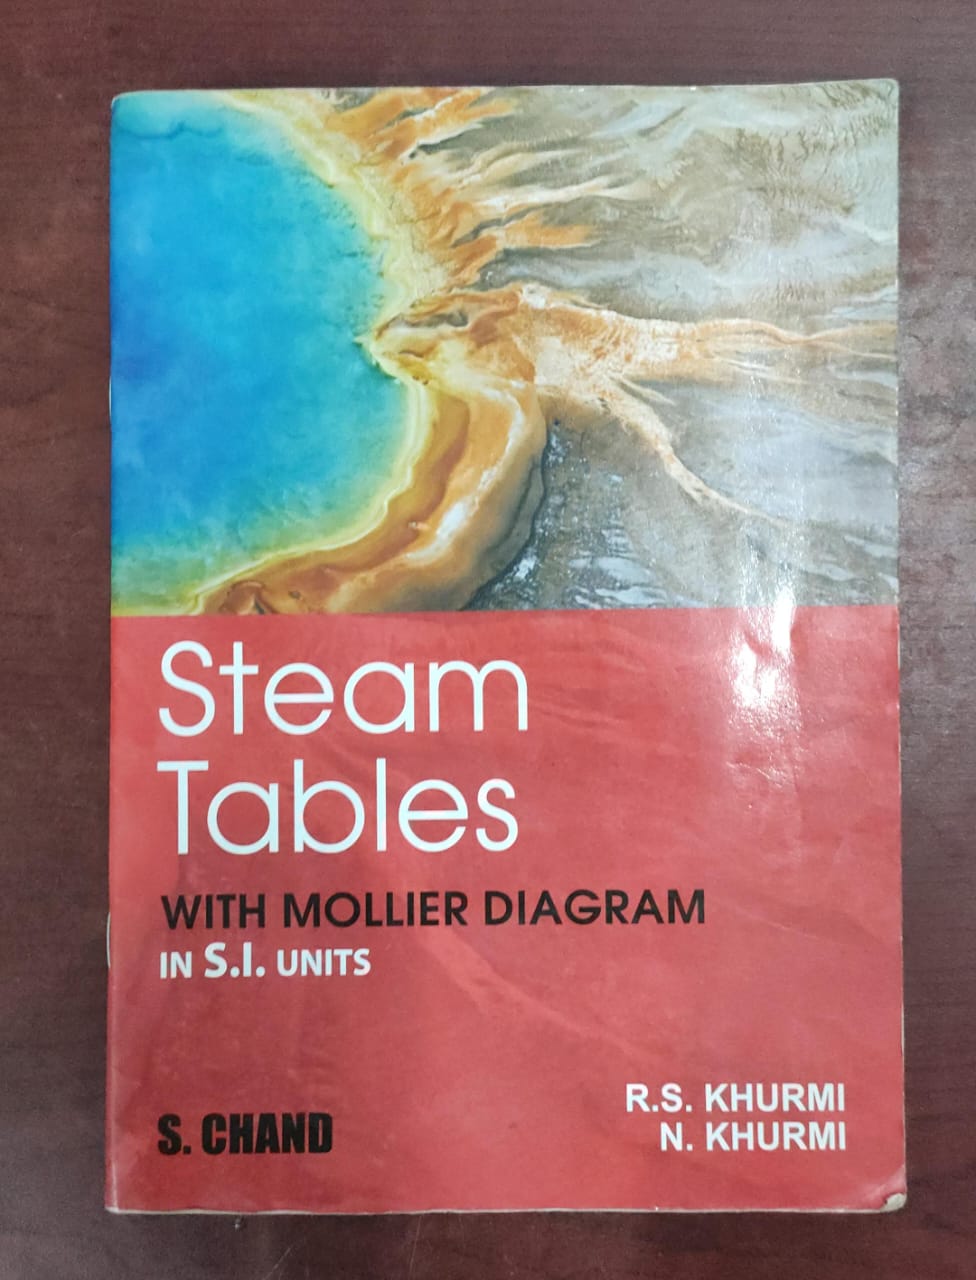 Steam
Tables
WITH MOLLIER DIAGRAM
IN S.I. UNITS
R.S. KHURMI
N. KHURMI
S. CHAND